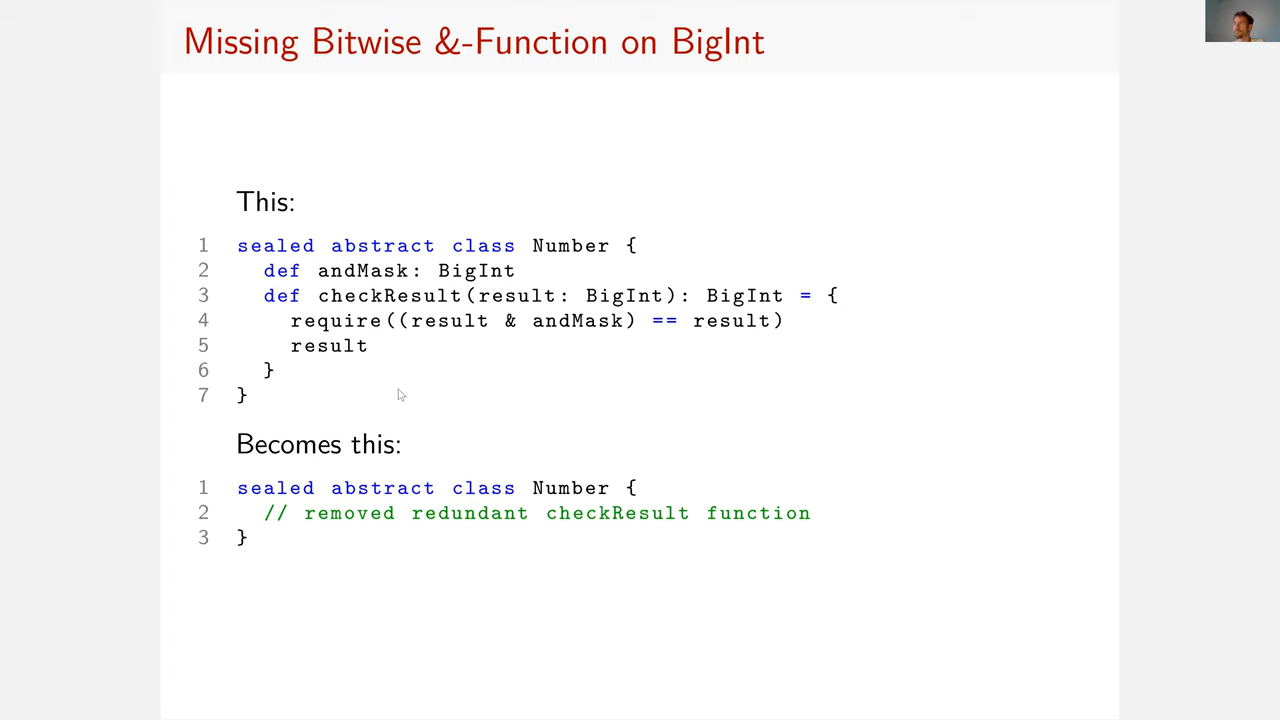 Missing Bitwise &-Function on BigInt
This:
1 sealed abstract class Number {
2   def andMask: BigInt
3   def checkResult(result: BigInt): BigInt = {
4     require((result & andMask) == result)
5     result
6   }
7 }
Becomes this:
1 sealed abstract class Number {
2   // removed redundant checkResult function
3 }